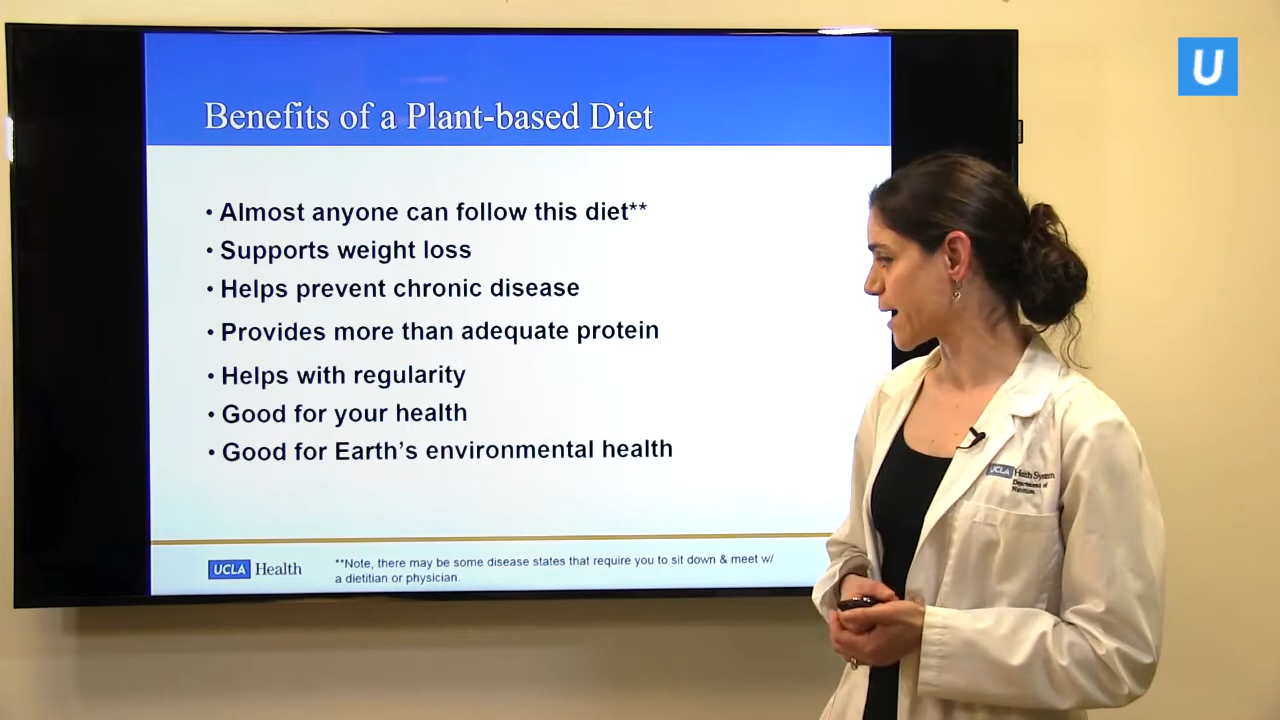 Benefits of a Plant-based Diet
• Almost anyone can follow this diet**
• Supports weight loss
• Helps prevent chronic disease
• Provides more than adequate protein
• Helps with regularity
• Good for your health
• Good for Earth's environmental health
UCLA Health
**Note, there may be some disease states that require you to sit down & meet w/
a dietitian or physician.
U
UCLA Health System
Department of
Nutrition